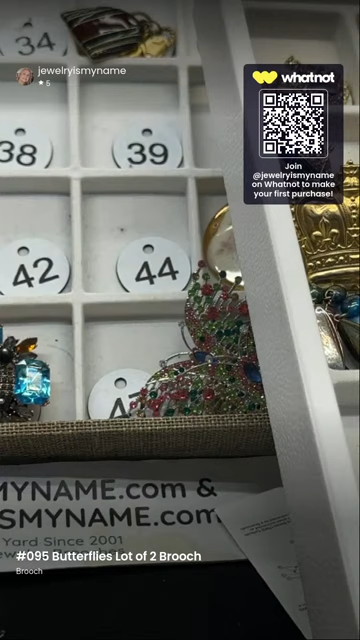 34
jewelryismyname
★ 5
whatnot
Join
@jewelryismyname
on Whatnot to make
your first purchase!
38
39
42
44
MYNAME.com &
SMYNAME.com
Yard Since 2001
#095 Butterflies Lot of 2 Brooch
Brooch